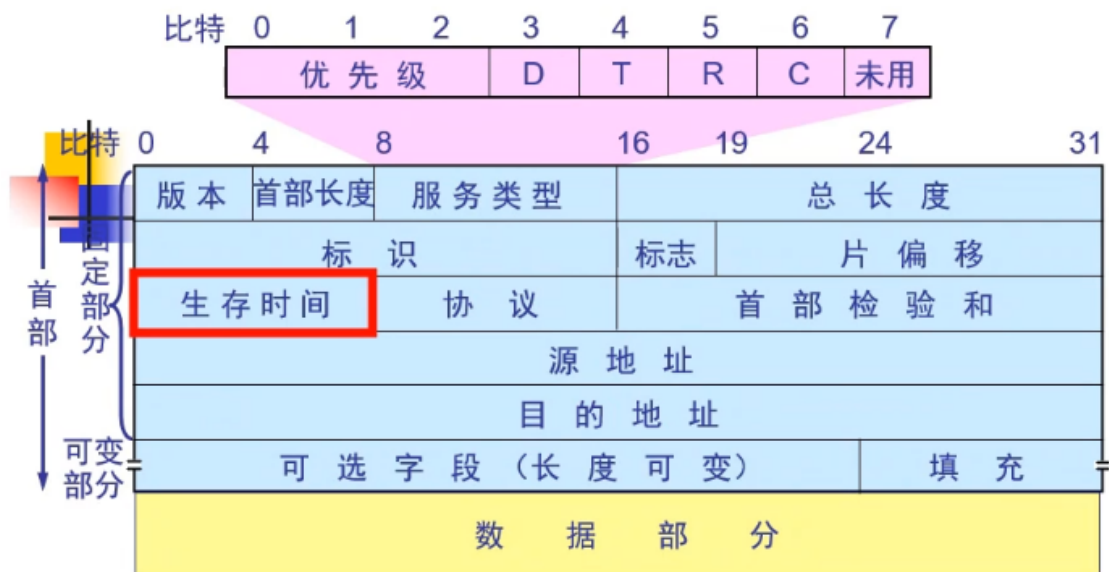 比特 0 1 2 3 4 5 6 7
优先级 D T R C 未用
比特 0 4 8 16 19 24 31
版本 首部长度 服务类型 总长度
标识 标志 片偏移
生存时间 协议 首部检验和
源地址
目的地址
可选字段（长度可变） 填充
数据部分
首部
固定部分
可变部分